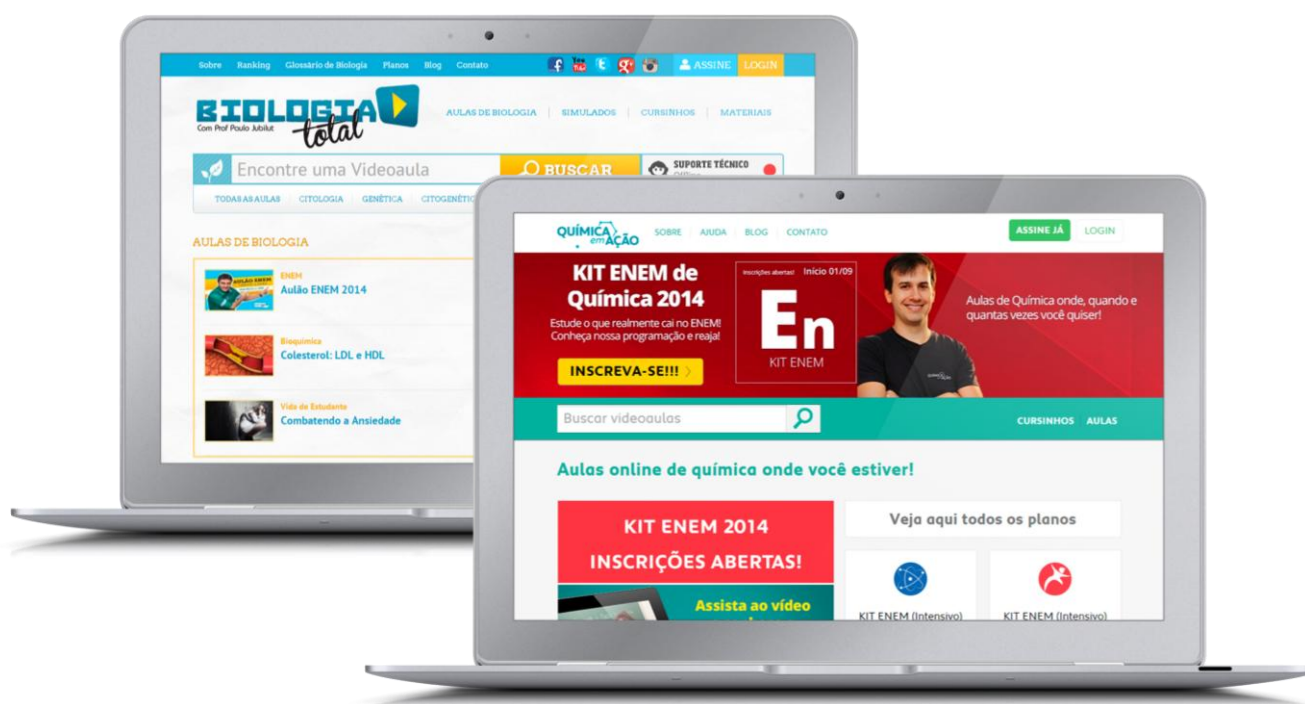 Sobre Ranking Glossário de Biologia Planos Blog Contato
ASSINE LOGIN
BIOLOGIA
total
Com Prof Paulo Jubilut
AULAS DE BIOLOGIA SIMULADOS CURSINHOS MATERIAIS
Encontre uma Videoaula
BUSCAR
SUPORTE TÉCNICO
TODAS AS AULAS CITOLOGIA GENÉTICA
AULAS DE BIOLOGIA
AULÃO ENEM
ENEM
Aulão ENEM 2014
Bioquímica
Colesterol: LDL e HDL
Vida de Estudante
Combatendo a Ansiedade
QUÍMICA
em AÇÃO
SOBRE AJUDA BLOG CONTATO
ASSINE JÁ LOGIN
KIT ENEM de
Química 2014
Estude o que realmente cai no ENEM!
Conheça nossa programação e reaja!
INSCREVA-SE!!!
Inscrições abertas! Início 01/09
En
KIT ENEM
Aulas de Química onde, quando e
quantas vezes você quiser!
Buscar videoaulas
CURSINHOS AULAS
Aulas online de química onde você estiver!
KIT ENEM 2014
INSCRIÇÕES ABERTAS!
Assista ao vídeo
Veja aqui todos os planos
KIT ENEM (Intensivo)
KIT ENEM (Intensivo)